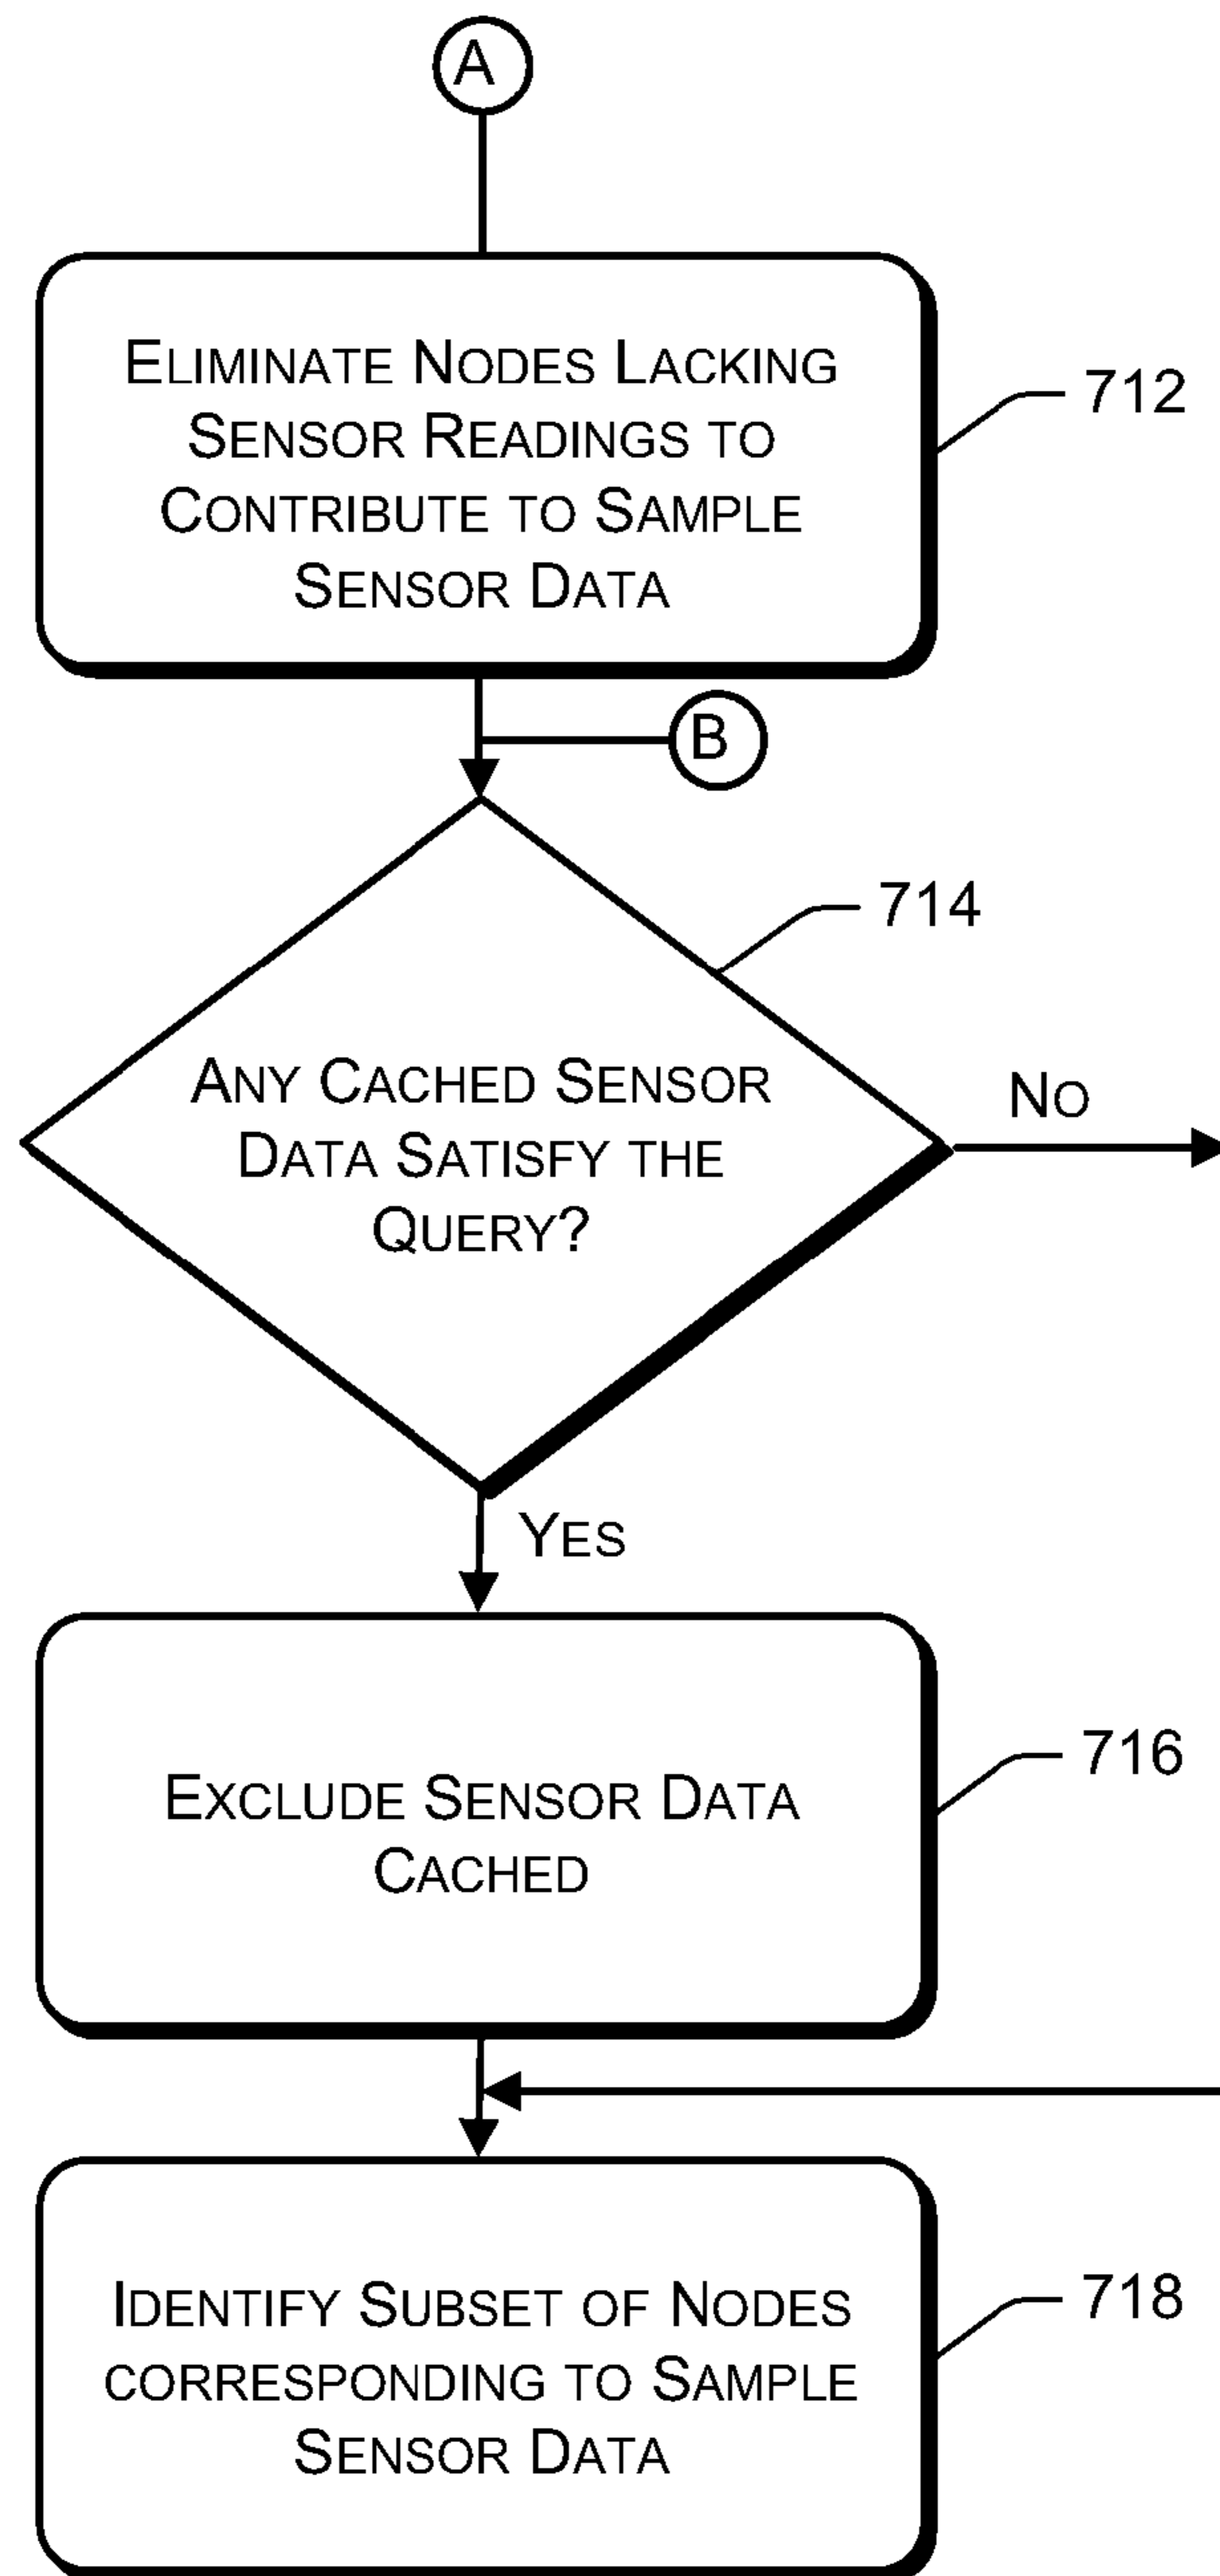 A
ELIMINATE NODES LACKING
SENSOR READINGS TO
CONTRIBUTE TO SAMPLE
SENSOR DATA
712
B
714
ANY CACHED SENSOR
DATA SATISFY THE
QUERY?
NO
YES
EXCLUDE SENSOR DATA
CACHED
716
IDENTIFY SUBSET OF NODES
CORRESPONDING TO SAMPLE
SENSOR DATA
718